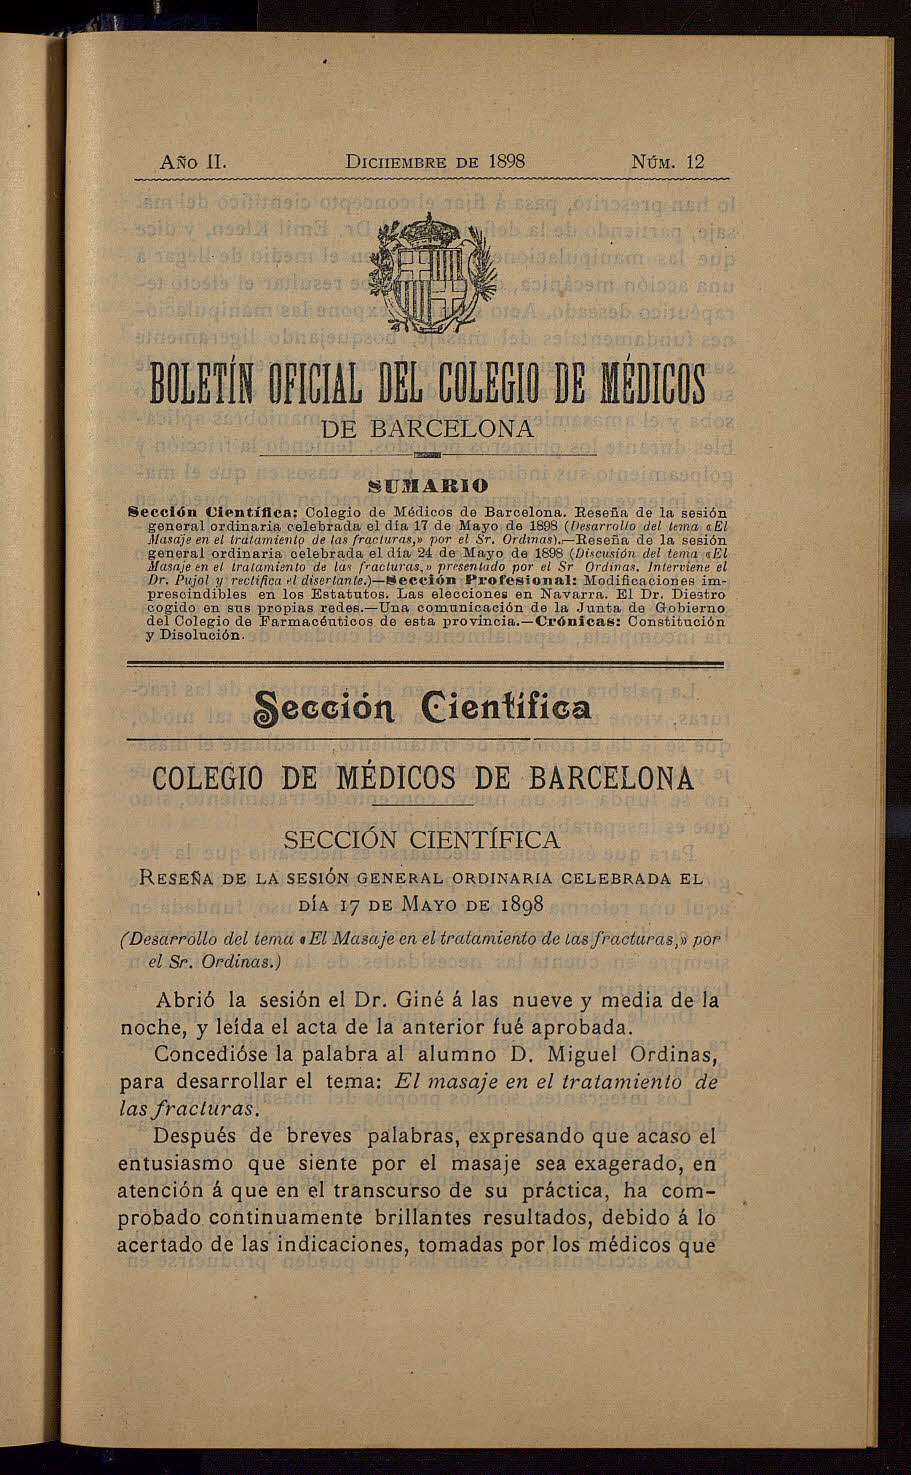 Año II. Diciiembre de 1898 Núm. 12
BOLETÍN OFICIAL DEL COLEGIO DE MÉDICOS
DE BARCELONA
SUMARIO
Sección Científica: Colegio de Médicos de Barcelona. Reseña de la sesión
general ordinaria celebrada el día 17 de Mayo de 1898 (Desarrollo del tema «El
Masaje en el tratamiento de las fracturas,» por el Sr. Ordinas).—Reseña de la sesión
general ordinaria celebrada el día 24 de Mayo de 1898 (Discusión del tema «El
Masaje en el tratamiento de las fracturas,» presentado por el Sr Ordinas. Interviene el
Dr. Pujol y rectifica el disertante.)—Sección Profesional: Modificaciones im-
prescindibles en los Estatutos. Las elecciones en Navarra. El Dr. Diestro
cogido en sus propias redes.—Una comunicación de la Junta de Gobierno
del Colegio de Farmacéuticos de esta provincia.—Crónicas: Constitución
y Disolución.
Sección Científica
COLEGIO DE MÉDICOS DE BARCELONA
SECCIÓN CIENTÍFICA
Reseña de la sesión general ordinaria celebrada el
día 17 de Mayo de 1898
(Desarrollo del tema «El Masaje en el tratamiento de las fracturas,» por
el Sr. Ordinas.)
Abrió la sesión el Dr. Giné á las nueve y media de la
noche, y leída el acta de la anterior fué aprobada.
Concedióse la palabra al alumno D. Miguel Ordinas,
para desarrollar el tema: El masaje en el tratamiento de
las fracturas.
Después de breves palabras, expresando que acaso el
entusiasmo que siente por el masaje sea exagerado, en
atención á que en el transcurso de su práctica, ha com-
probado continuamente brillantes resultados, debido á lo
acertado de las indicaciones, tomadas por los médicos que